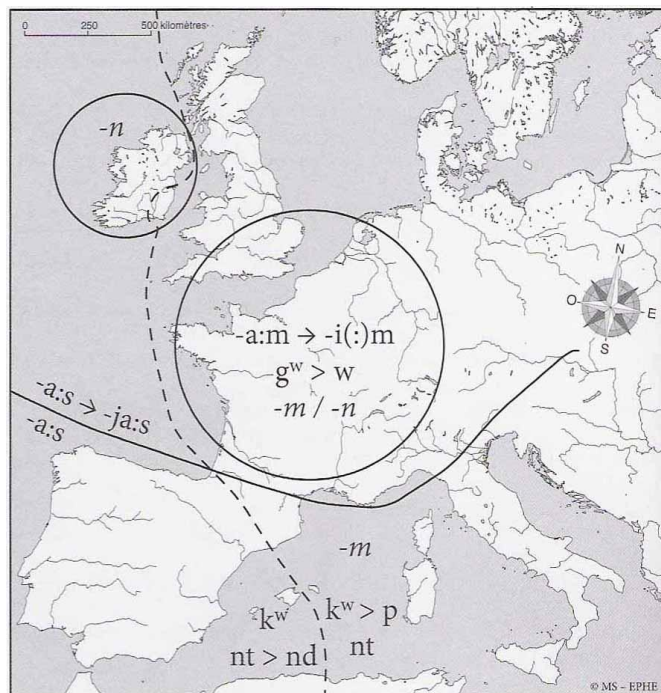 0 250 500 kilomètres
-n
N
O E
S
-a:m → -i(:)m
gʷ > w
-m / -n
-a:s → -ja:s
-a:s
-m
kʷ kʷ > p
nt > nd nt
© MS – EPHE